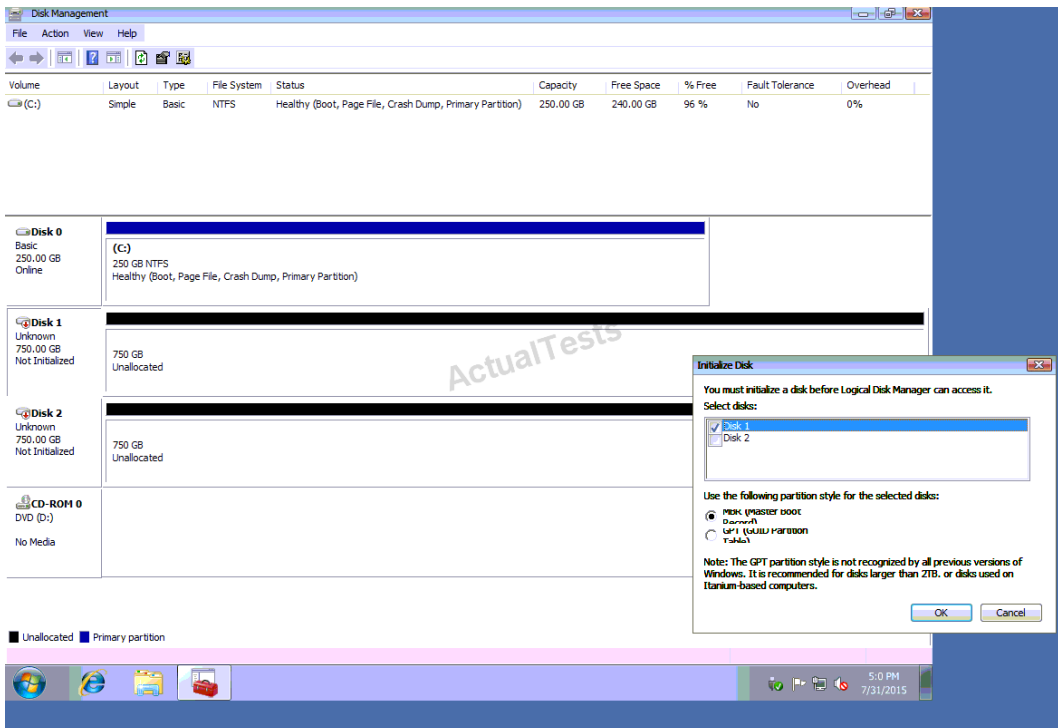 Disk Management
File Action View Help
Volume Layout Type File System Status Capacity Free Space % Free Fault Tolerance Overhead
(C:) Simple Basic NTFS Healthy (Boot, Page File, Crash Dump, Primary Partition) 250.00 GB 240.00 GB 96 % No 0%
Disk 0
Basic
250.00 GB
Online
(C:)
250 GB NTFS
Healthy (Boot, Page File, Crash Dump, Primary Partition)
Disk 1
Unknown
750.00 GB
Not Initialized
750 GB
Unallocated
ActualTests
Disk 2
Unknown
750.00 GB
Not Initialized
750 GB
Unallocated
CD-ROM 0
DVD (D:)
No Media
Unallocated Primary partition
Initialize Disk
You must initialize a disk before Logical Disk Manager can access it.
Select disks:
Disk 1
Disk 2
Use the following partition style for the selected disks:
MBR (Master Boot
Record)
GPT (GUID Partition
Table)
Note: The GPT partition style is not recognized by all previous versions of
Windows. It is recommended for disks larger than 2TB. or disks used on
Itanium-based computers.
OK Cancel
5:0 PM
7/31/2015